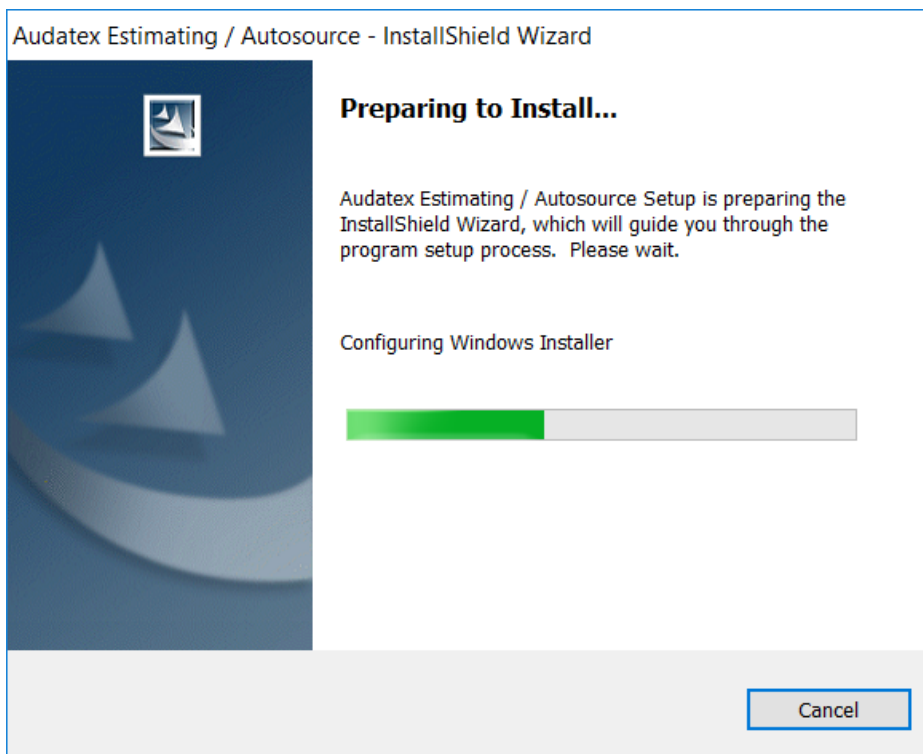 Audatex Estimating / Autosource - InstallShield Wizard
Preparing to Install...
Audatex Estimating / Autosource Setup is preparing the
InstallShield Wizard, which will guide you through the
program setup process.  Please wait.
Configuring Windows Installer
Cancel